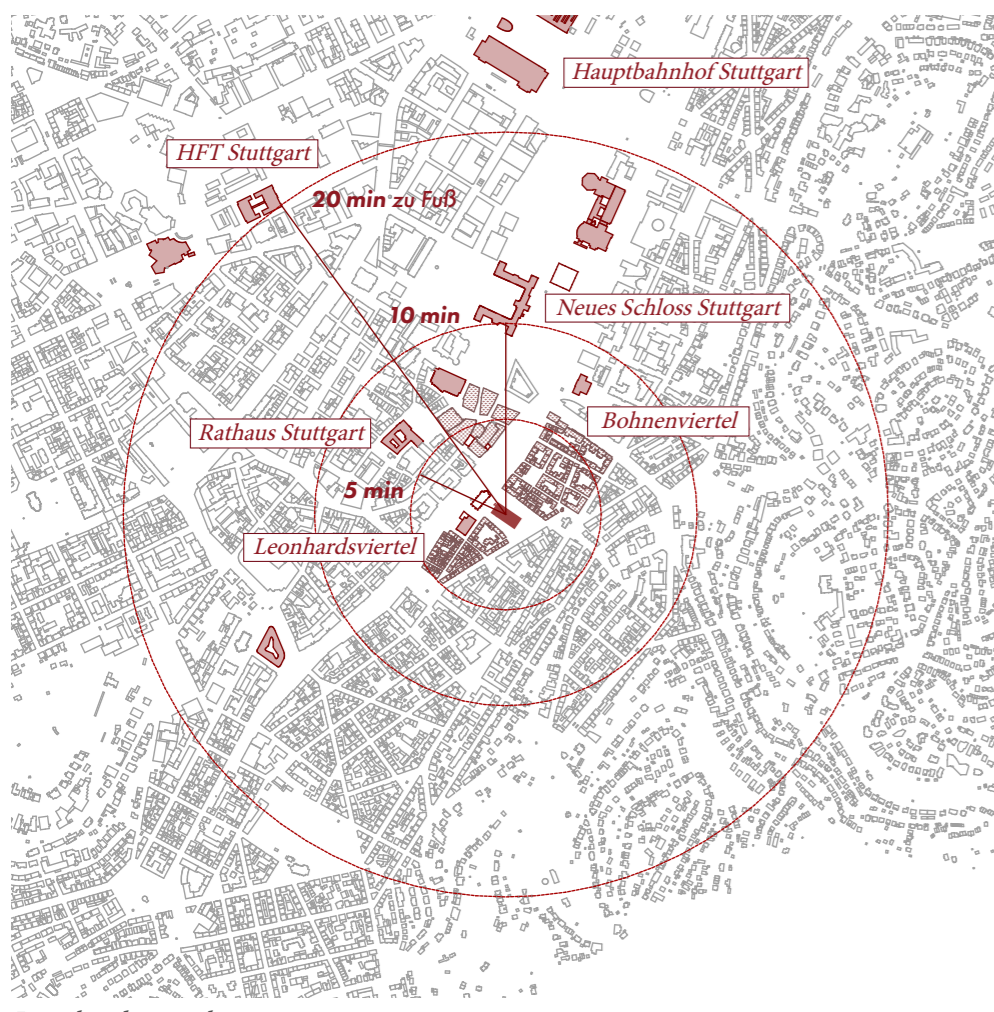 Hauptbahnhof Stuttgart
HFT Stuttgart
20 min zu Fuß
10 min
Neues Schloss Stuttgart
Bohnenviertel
Rathaus Stuttgart
5 min
Leonhardsviertel